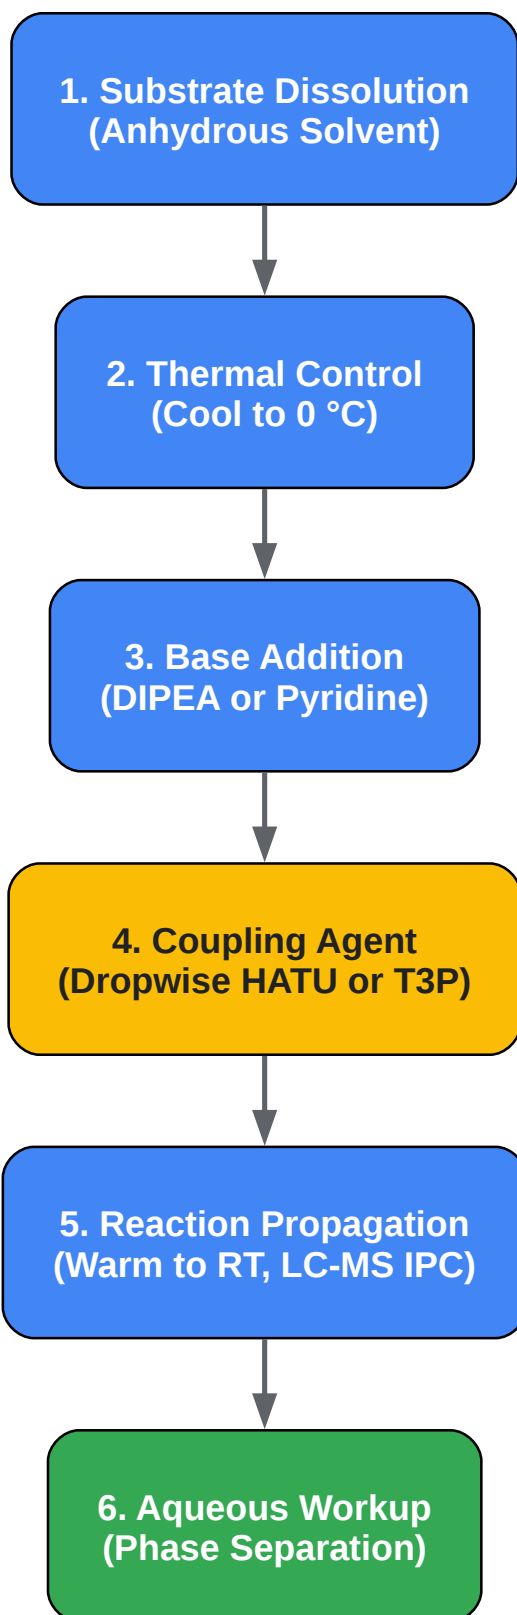 1. Substrate Dissolution
(Anhydrous Solvent)
2. Thermal Control
(Cool to 0 °C)
3. Base Addition
(DIPEA or Pyridine)
4. Coupling Agent
(Dropwise HATU or T3P)
5. Reaction Propagation
(Warm to RT, LC-MS IPC)
6. Aqueous Workup
(Phase Separation)